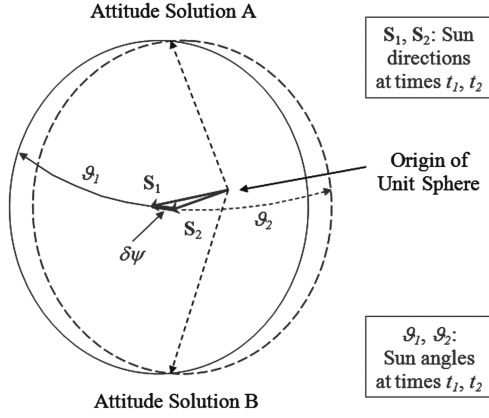 Attitude Solution A
S₁, S₂: Sun
directions
at times t₁, t₂
ϑ₁
S₁
Origin of
Unit Sphere
S₂
ϑ₂
δψ
ϑ₁, ϑ₂:
Sun angles
at times t₁, t₂
Attitude Solution B